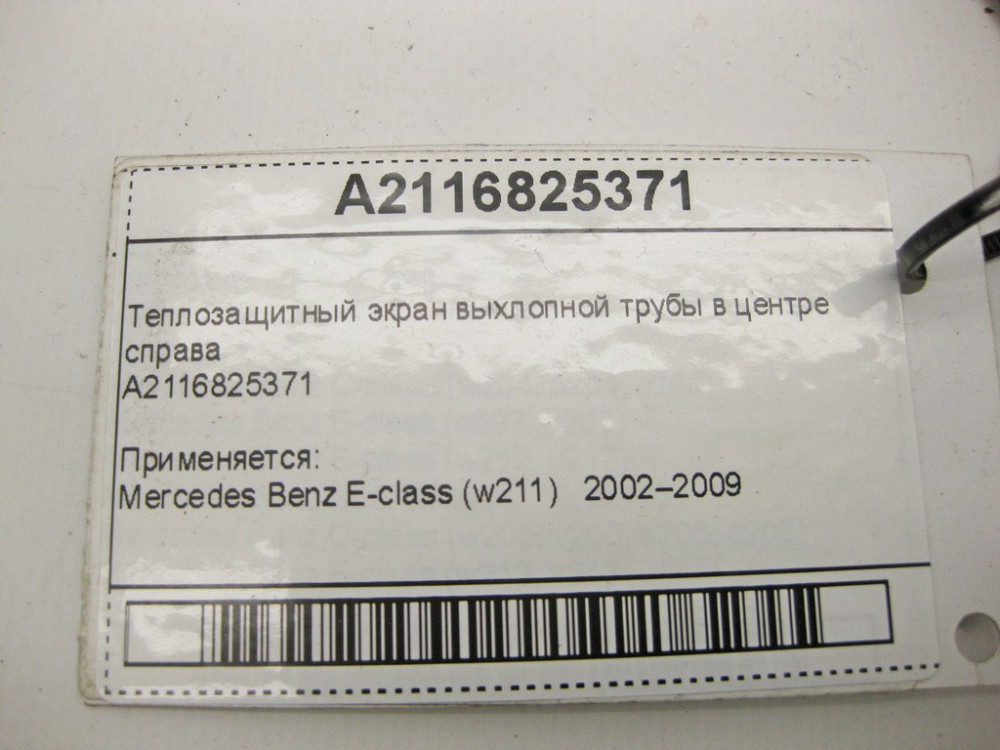 A2116825371
Теплозащитный экран выхлопной трубы в центре
справа
A2116825371
Применяется:
Mercedes Benz E-class (w211) 2002–2009